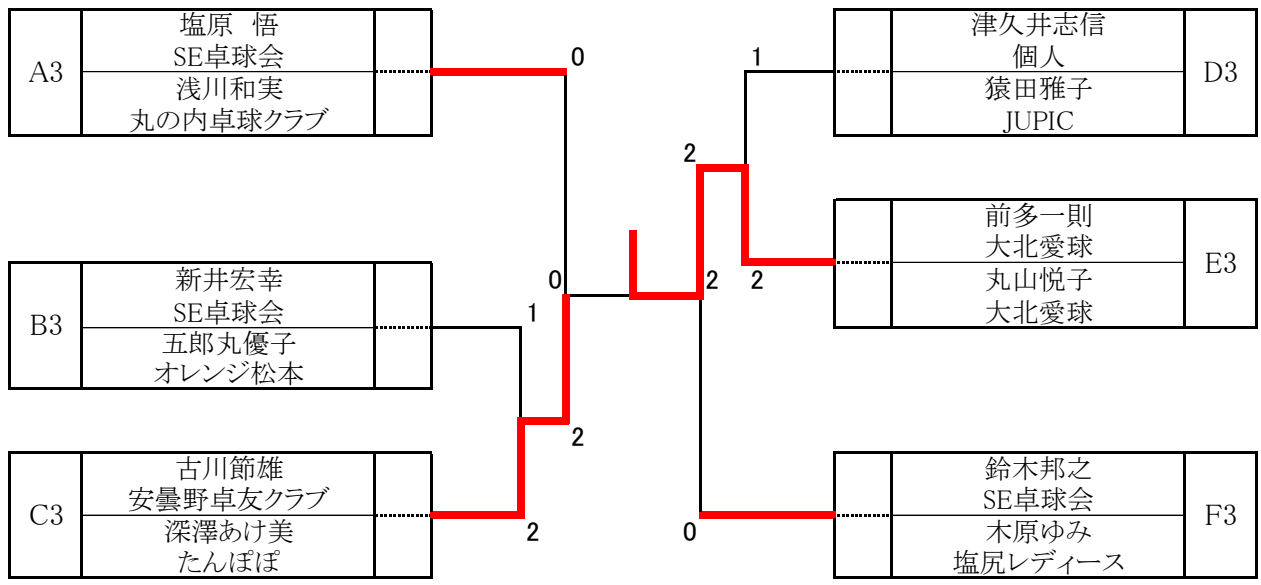 A3
塩原 悟
SE卓球会
浅川和実
丸の内卓球クラブ
0
B3
新井宏幸
SE卓球会
五郎丸優子
オレンジ松本
1
0
C3
古川節雄
安曇野卓友クラブ
深澤あけ美
たんぽぽ
2
2
津久井志信
個人
猿田雅子
JUPIC
D3
1
2
前多一則
大北愛球
丸山悦子
大北愛球
E3
2
2
鈴木邦之
SE卓球会
木原ゆみ
塩尻レディース
F3
0